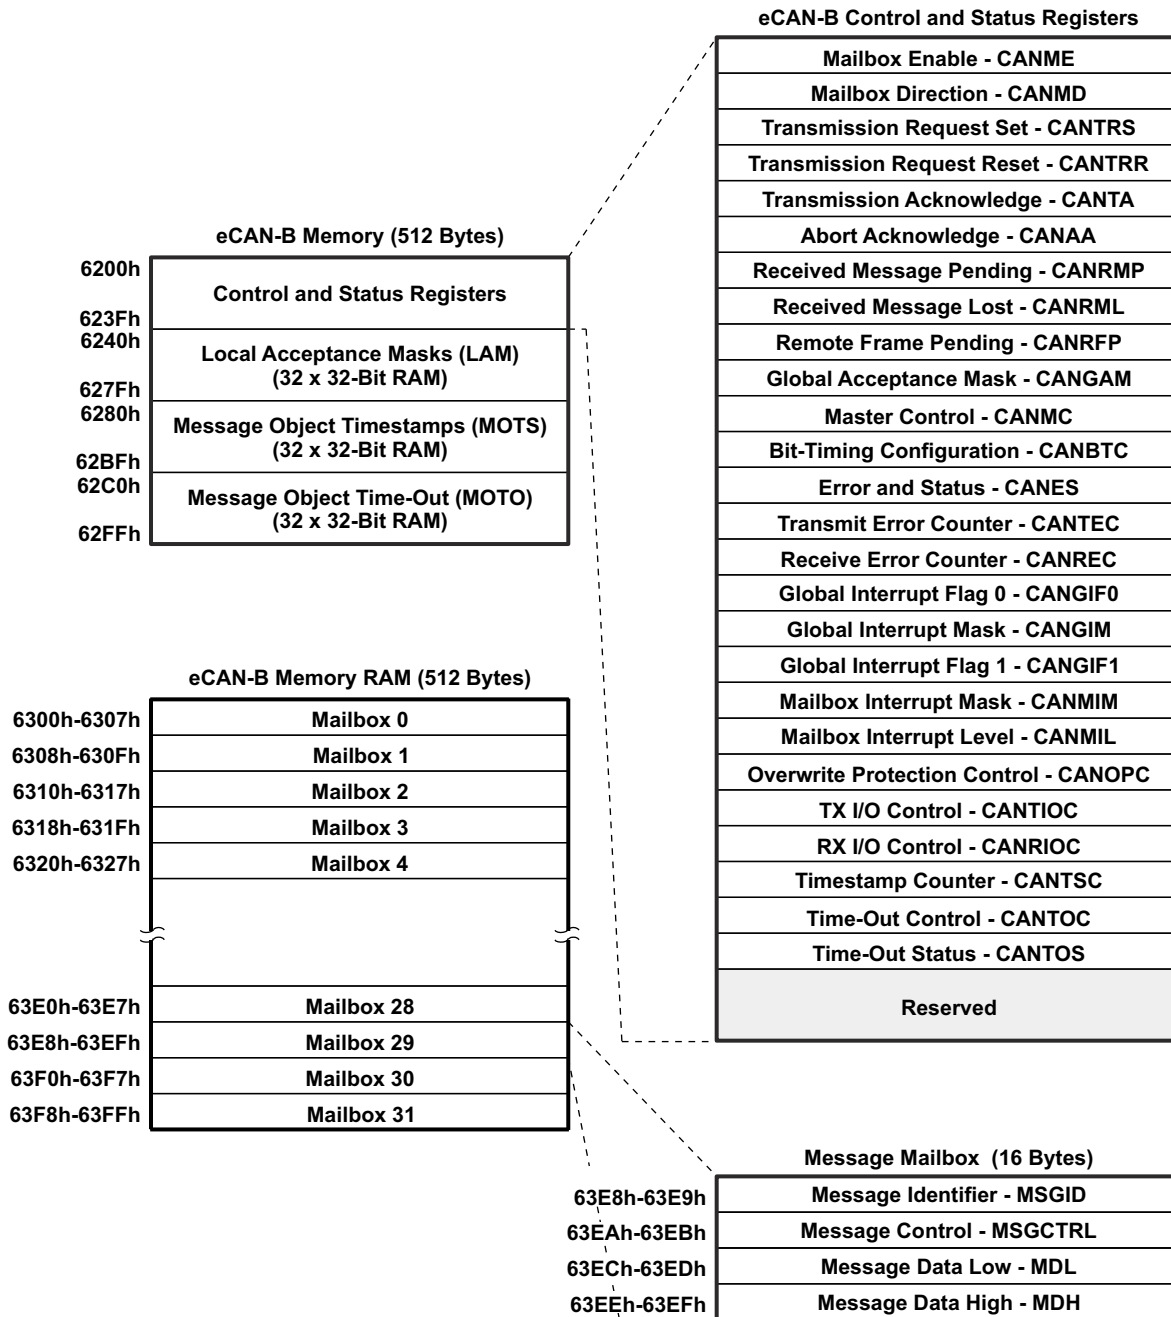 eCAN-B Control and Status Registers
Mailbox Enable - CANME
Mailbox Direction - CANMD
Transmission Request Set - CANTRS
Transmission Request Reset - CANTRR
Transmission Acknowledge - CANTA
Abort Acknowledge - CANAA
Received Message Pending - CANRMP
Received Message Lost - CANRML
Remote Frame Pending - CANRFP
Global Acceptance Mask - CANGAM
Master Control - CANMC
Bit-Timing Configuration - CANBTC
Error and Status - CANES
Transmit Error Counter - CANTEC
Receive Error Counter - CANREC
Global Interrupt Flag 0 - CANGIF0
Global Interrupt Mask - CANGIM
Global Interrupt Flag 1 - CANGIF1
Mailbox Interrupt Mask - CANMIM
Mailbox Interrupt Level - CANMIL
Overwrite Protection Control - CANOPC
TX I/O Control - CANTIOC
RX I/O Control - CANRIOC
Timestamp Counter - CANTSC
Time-Out Control - CANTOC
Time-Out Status - CANTOS
Reserved
eCAN-B Memory (512 Bytes)
6200h
Control and Status Registers
623Fh
6240h
Local Acceptance Masks (LAM)
(32 x 32-Bit RAM)
627Fh
6280h
Message Object Timestamps (MOTS)
(32 x 32-Bit RAM)
62BFh
62C0h
Message Object Time-Out (MOTO)
(32 x 32-Bit RAM)
62FFh
eCAN-B Memory RAM (512 Bytes)
6300h-6307h Mailbox 0
6308h-630Fh Mailbox 1
6310h-6317h Mailbox 2
6318h-631Fh Mailbox 3
6320h-6327h Mailbox 4
63E0h-63E7h Mailbox 28
63E8h-63EFh Mailbox 29
63F0h-63F7h Mailbox 30
63F8h-63FFh Mailbox 31
Message Mailbox (16 Bytes)
63E8h-63E9h Message Identifier - MSGID
63EAh-63EBh Message Control - MSGCTRL
63ECh-63EDh Message Data Low - MDL
63EEh-63EFh Message Data High - MDH